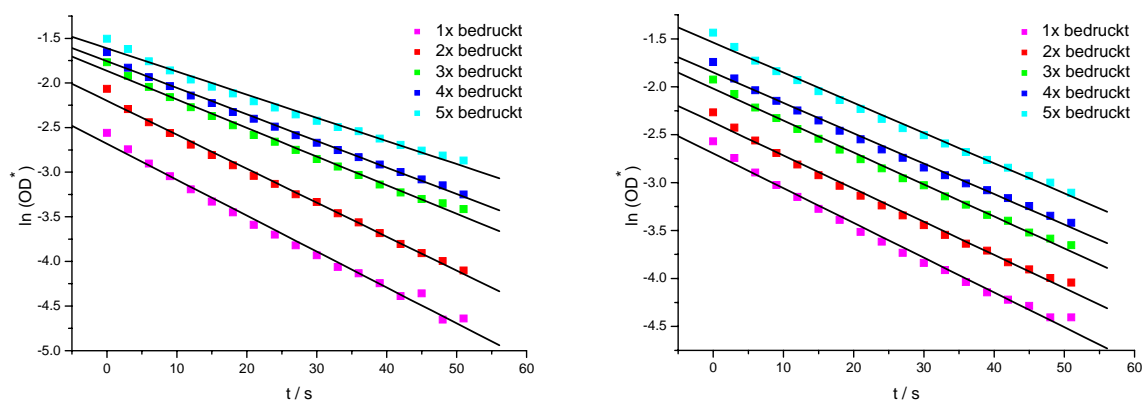 -1.5
-2.0
-2.5
-3.0
-3.5
-4.0
-4.5
-5.0
ln (OD*)
0 10 20 30 40 50 60
t / s
1x bedruckt
2x bedruckt
3x bedruckt
4x bedruckt
5x bedruckt
-1.5
-2.0
-2.5
-3.0
-3.5
-4.0
-4.5
ln (OD*)
0 10 20 30 40 50 60
t / s
1x bedruckt
2x bedruckt
3x bedruckt
4x bedruckt
5x bedruckt